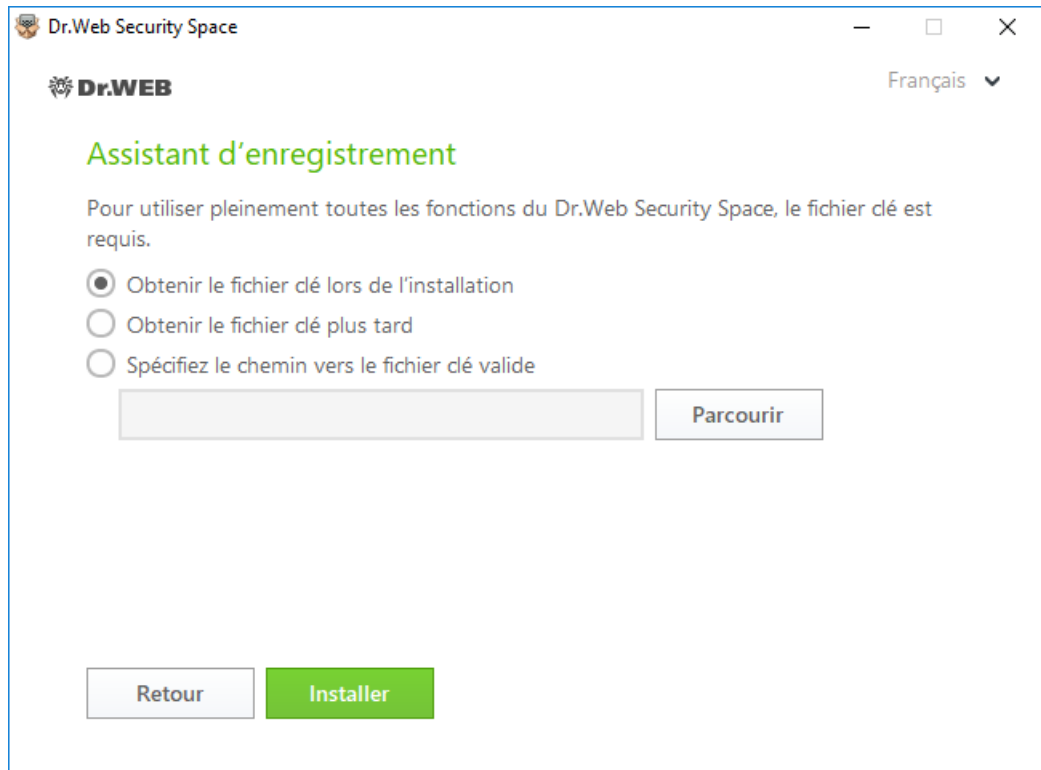 Dr.Web Security Space
Dr.WEB
Français
Assistant d’enregistrement
Pour utiliser pleinement toutes les fonctions du Dr.Web Security Space, le fichier clé est
requis.
Obtenir le fichier clé lors de l’installation
Obtenir le fichier clé plus tard
Spécifiez le chemin vers le fichier clé valide
Parcourir
Retour
Installer